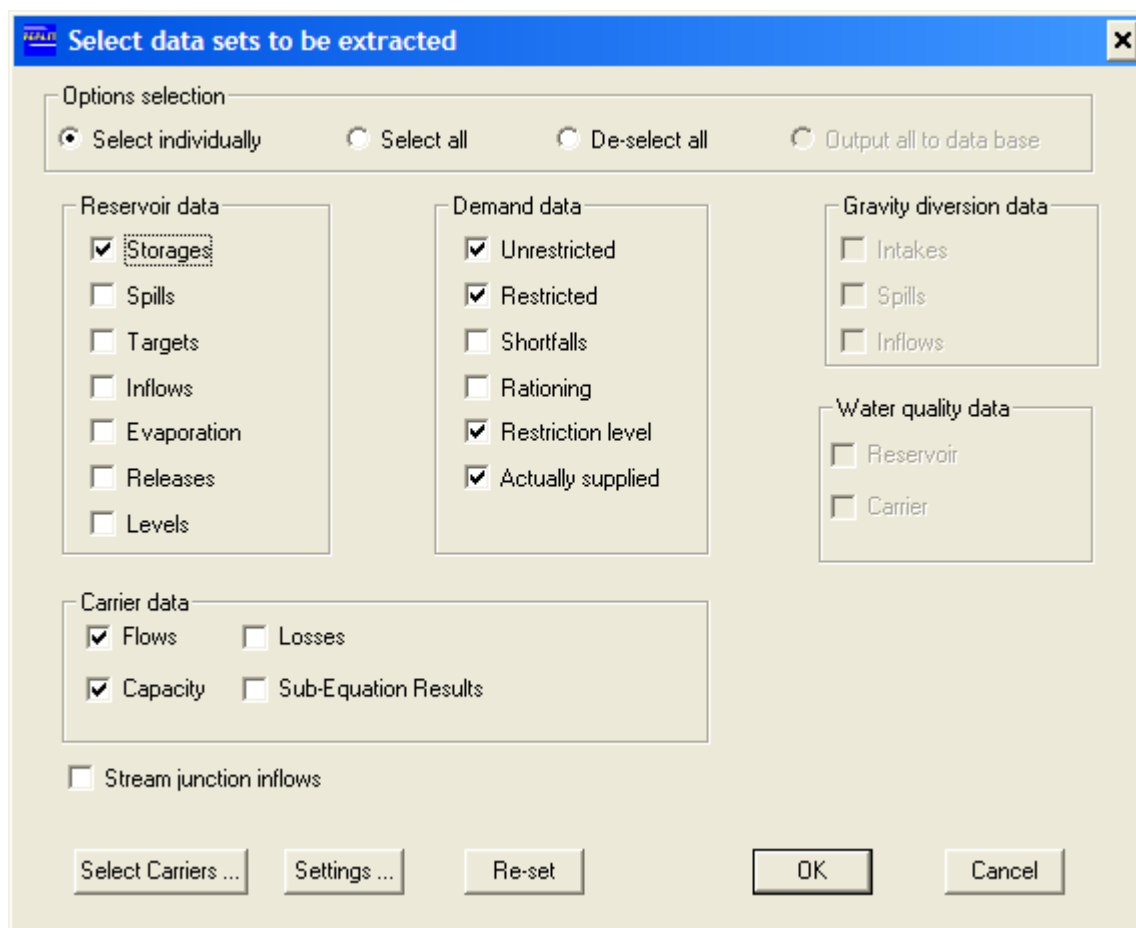 Select data sets to be extracted
Options selection
Select individually Select all De-select all Output all to data base
Reservoir data
Storages
Spills
Targets
Inflows
Evaporation
Releases
Levels
Demand data
Unrestricted
Restricted
Shortfalls
Rationing
Restriction level
Actually supplied
Gravity diversion data
Intakes
Spills
Inflows
Water quality data
Reservoir
Carrier
Carrier data
Flows Losses
Capacity Sub-Equation Results
Stream junction inflows
Select Carriers ... Settings ... Re-set OK Cancel